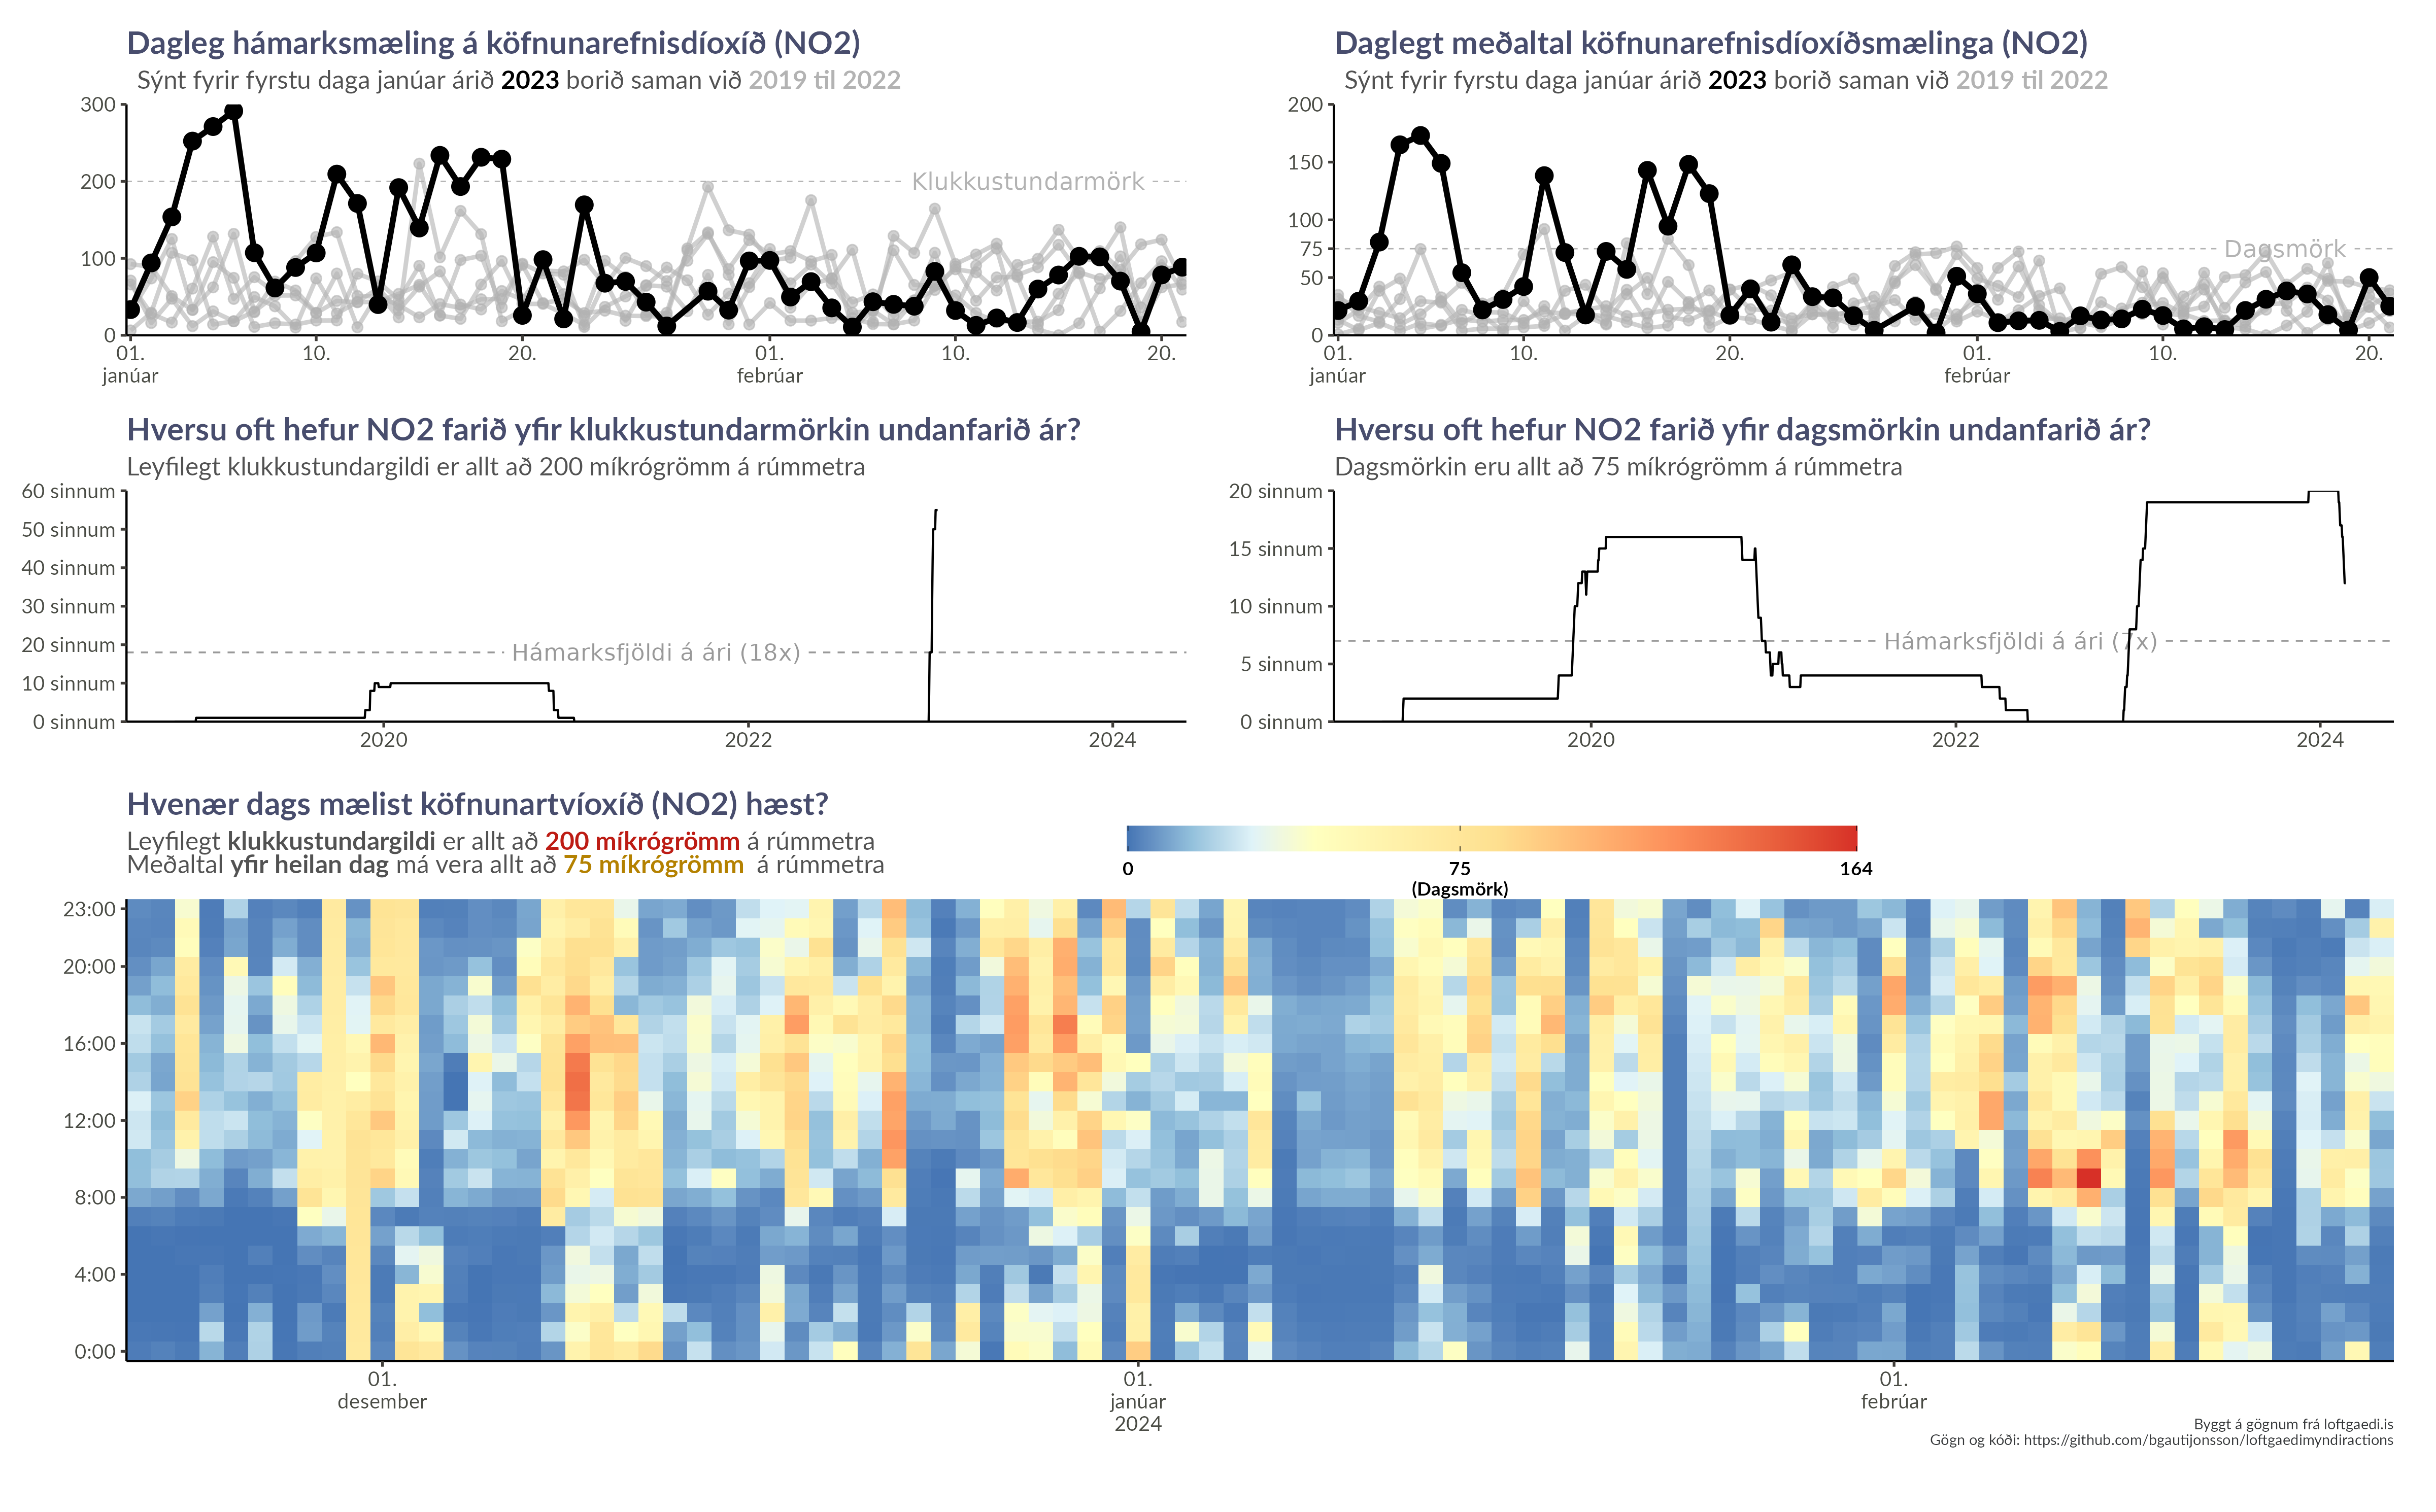 Dagleg hámarksmæling á köfnunarefnisdíoxíð (NO2)
Sýnt fyrir fyrstu daga janúar árið 2023 borið saman við 2019 til 2022
300
200
100
0
Klukkustundarmörk
01.
janúar
10.
20.
01.
febrúar
10.
20.
Daglegt meðaltal köfnunarefnisdíoxíðsmælinga (NO2)
Sýnt fyrir fyrstu daga janúar árið 2023 borið saman við 2019 til 2022
200
150
100
75
50
0
Dagsmörk
01.
janúar
10.
20.
01.
febrúar
10.
20.
Hversu oft hefur NO2 farið yfir klukkustundarmörkin undanfarið ár?
Leyfilegt klukkustundargildi er allt að 200 míkrógrömm á rúmmetra
60 sinnum
50 sinnum
40 sinnum
30 sinnum
20 sinnum
10 sinnum
0 sinnum
Hámarksfjöldi á ári (18x)
2020
2022
2024
Hversu oft hefur NO2 farið yfir dagsmörkin undanfarið ár?
Dagsmörkin eru allt að 75 míkrógrömm á rúmmetra
20 sinnum
15 sinnum
10 sinnum
5 sinnum
0 sinnum
Hámarksfjöldi á ári (7x)
2020
2022
2024
Hvenær dags mælist köfnunartvíoxíð (NO2) hæst?
Leyfilegt klukkustundargildi er allt að 200 míkrógrömm á rúmmetra
Meðaltal yfir heilan dag má vera allt að 75 míkrógrömm á rúmmetra
0
75
(Dagsmörk)
164
23:00
20:00
16:00
12:00
8:00
4:00
0:00
01.
desember
01.
janúar
2024
01.
febrúar
Byggt á gögnum frá loftgaedi.is
Gögn og kóði: https://github.com/bgautijonsson/loftgaedimyndiractions